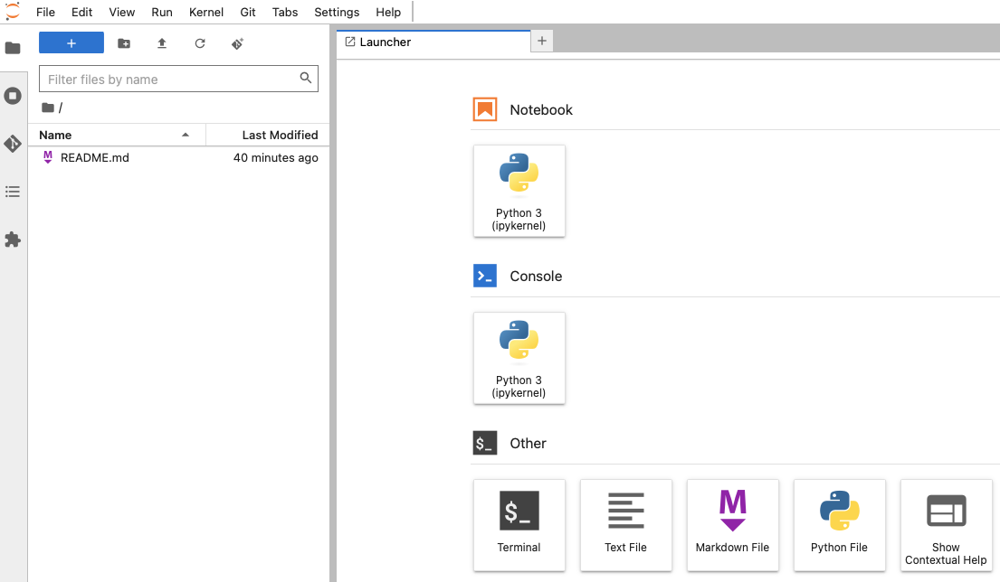 File Edit View Run Kernel Git Tabs Settings Help
Launcher
Filter files by name
/
Name Last Modified
README.md 40 minutes ago
Notebook
Python 3
(ipykernel)
Console
Python 3
(ipykernel)
$_ Other
$_
Terminal
Text File
M
Markdown File
Python File
Show
Contextual Help